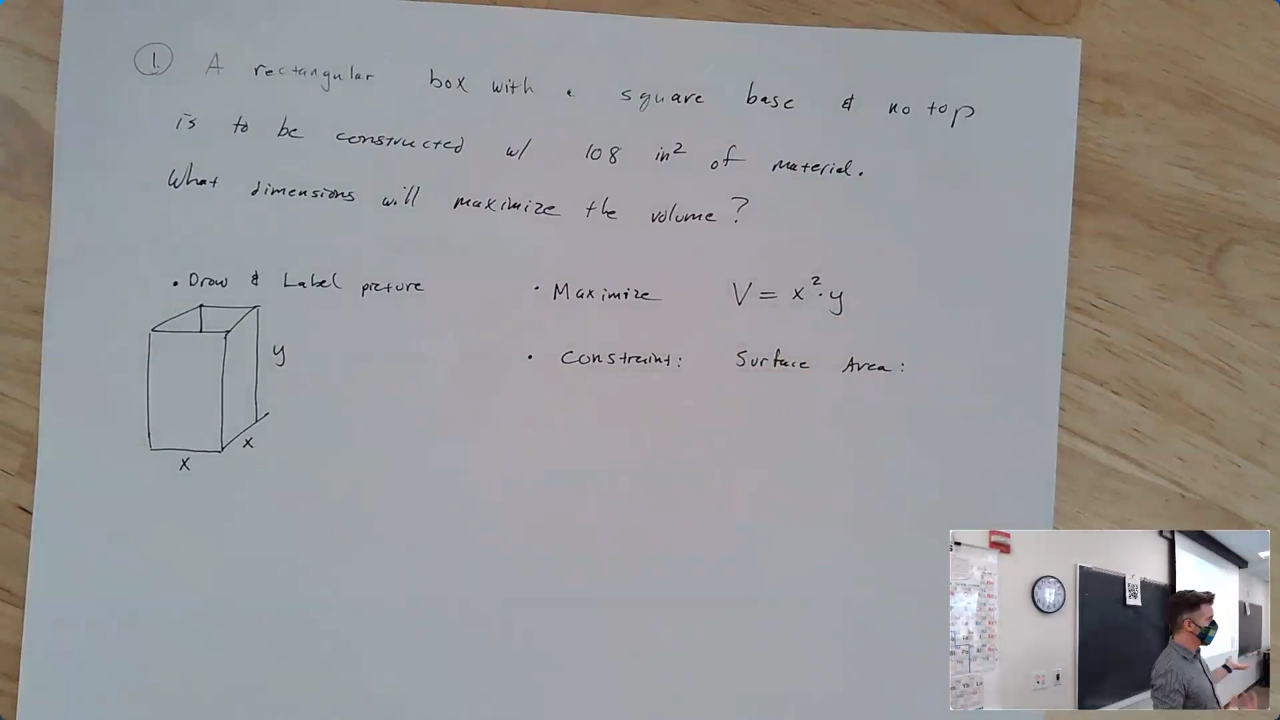 1. A rectangular box with a square base & no top
is to be constructed w/ 108 in² of material.
What dimensions will maximize the volume?
• Draw & Label picture
• Maximize V = x²·y
• Constraint: Surface Area:
y
x
x